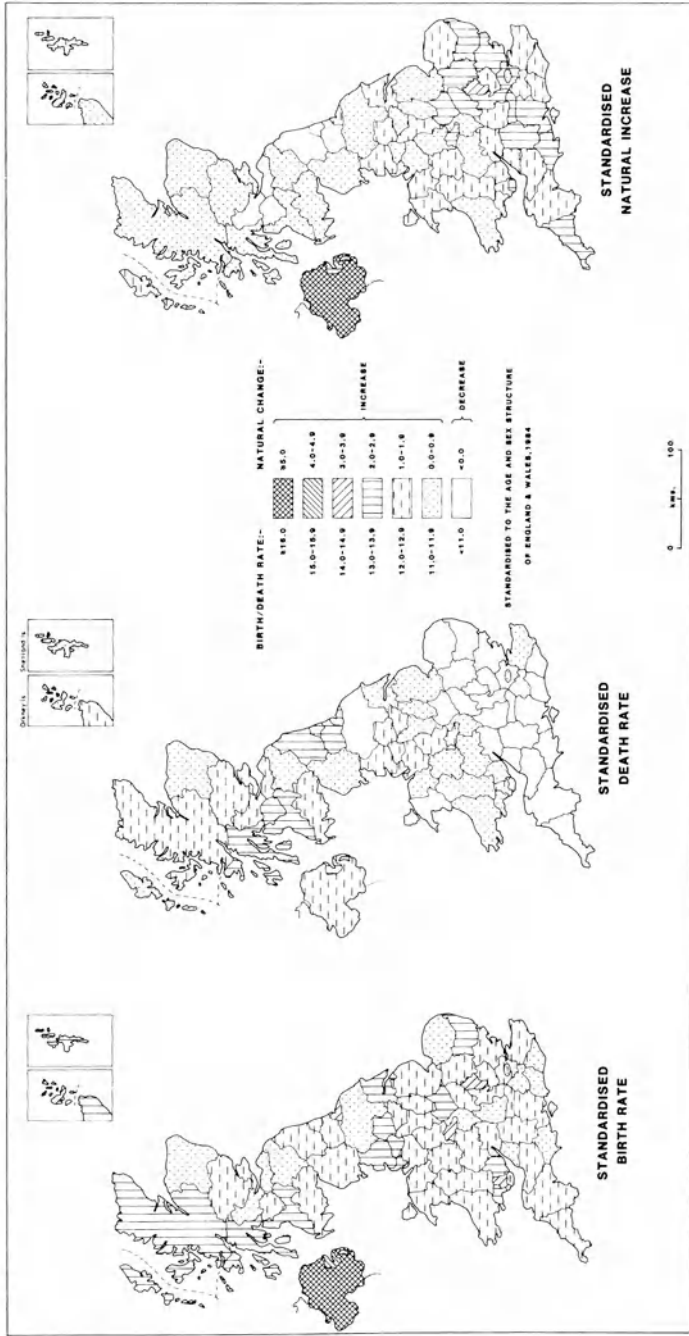 Orkney Is.
Shetland Is.
STANDARDISED
BIRTH RATE
STANDARDISED
DEATH RATE
BIRTH/DEATH RATE:-
NATURAL CHANGE:-
≥16.0
≥5.0
15.0-15.9
4.0-4.9
14.0-14.9
3.0-3.9
13.0-13.9
2.0-2.9
12.0-12.9
1.0-1.9
11.0-11.9
0.0-0.9
<11.0
<0.0
INCREASE
DECREASE
STANDARDISED TO THE AGE AND SEX STRUCTURE
OF ENGLAND & WALES, 1984
0 kms. 100
STANDARDISED
NATURAL INCREASE